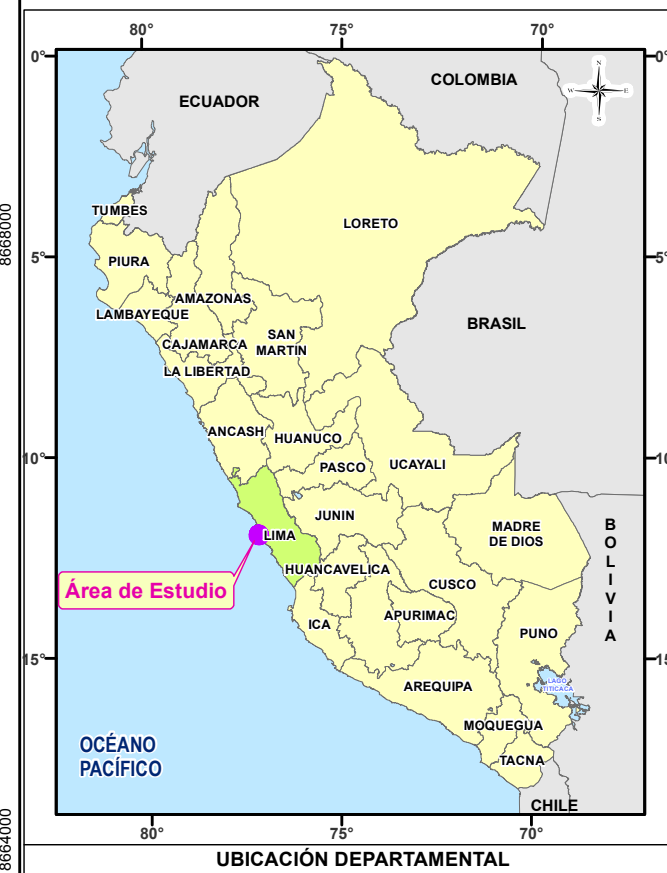 80°
75°
70°
0°
0°
COLOMBIA
ECUADOR
N
W
E
S
8668000
TUMBES
LORETO
5°
PIURA
AMAZONAS
LAMBAYEQUE
BRASIL
CAJAMARCA
SAN
MARTÍN
LA LIBERTAD
ANCASH
HUANUCO
10°
10°
PASCO
UCAYALI
JUNIN
LIMA
MADRE
DE DIOS
BOLIVIA
HUANCAVELICA
Área de Estudio
CUSCO
ICA
APURIMAC
PUNO
15°
15°
AREQUIPA
LAGO
TITICACA
MOQUEGUA
OCÉANO
PACÍFICO
TACNA
CHILE
8664000
80°
75°
70°
UBICACIÓN DEPARTAMENTAL